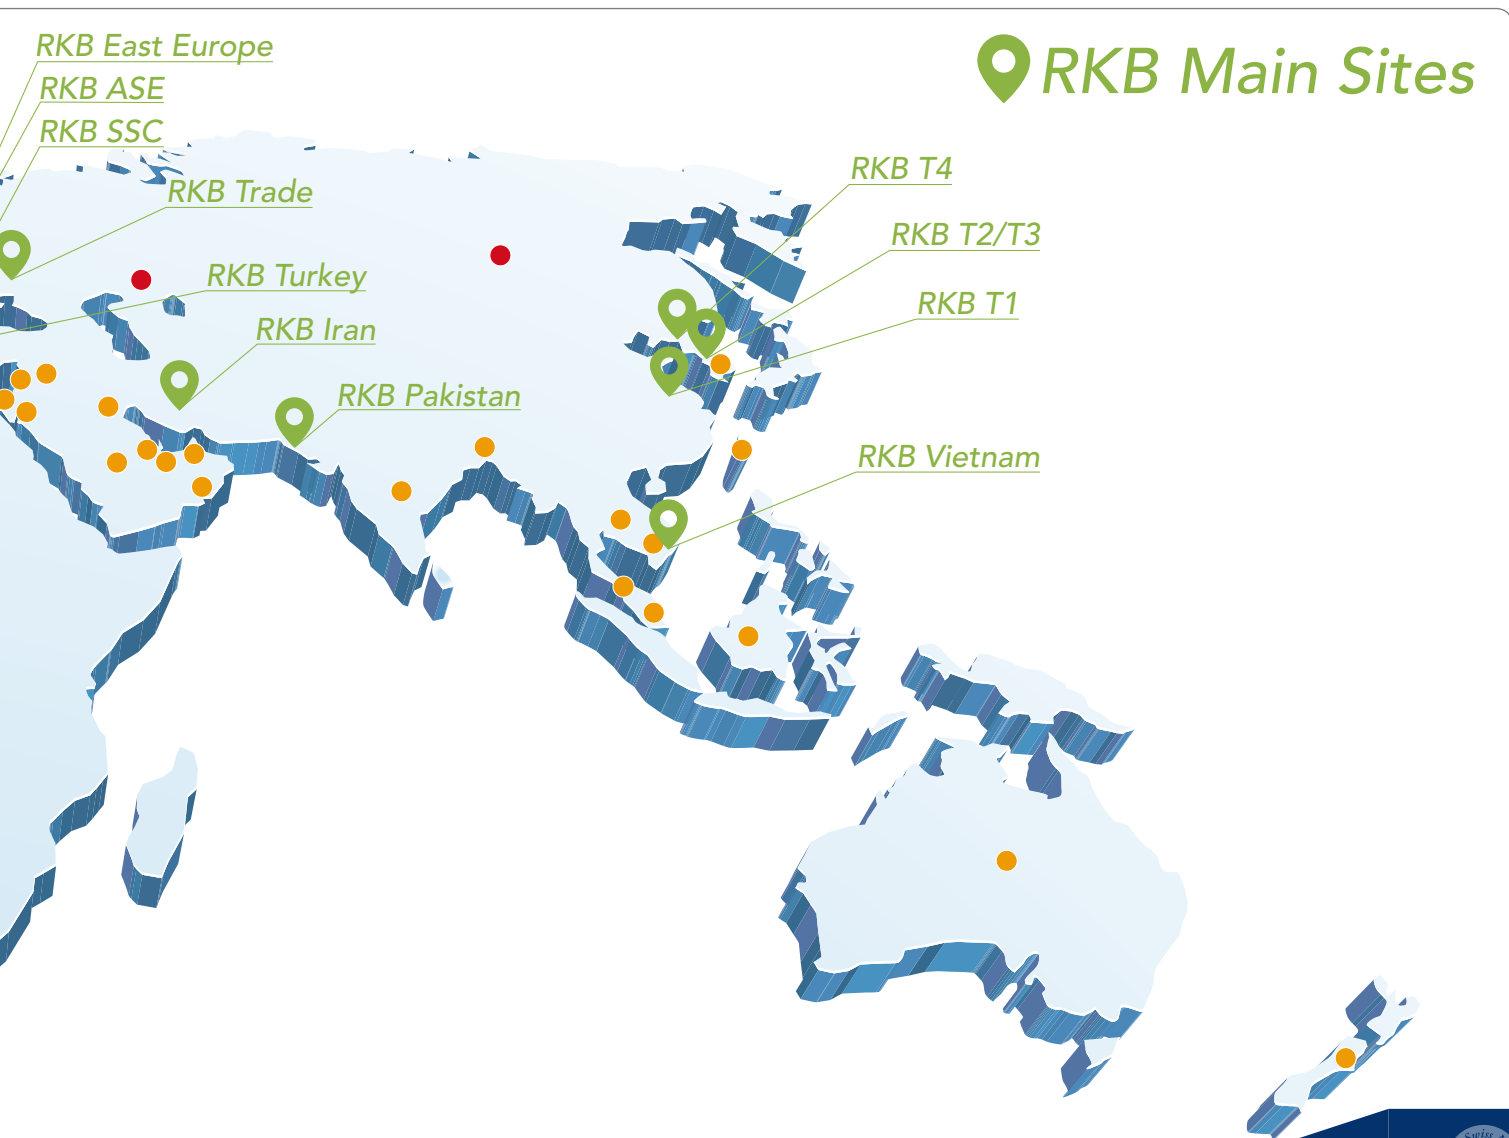 RKB East Europe
RKB ASE
RKB SSC
RKB Trade
RKB Turkey
RKB Iran
RKB Pakistan
RKB Main Sites
RKB T4
RKB T2/T3
RKB T1
RKB Vietnam
Swiss